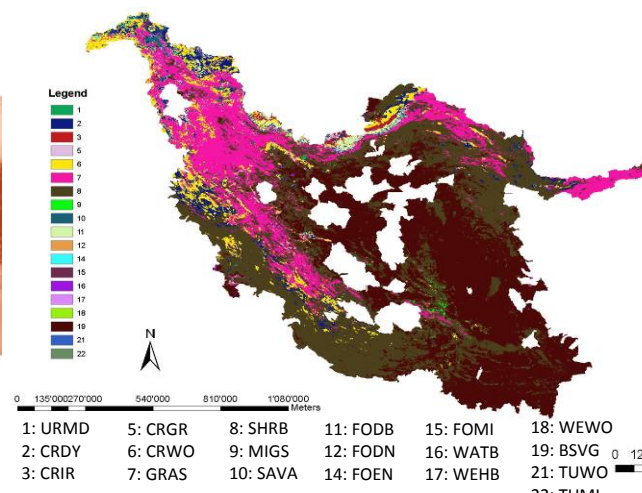 Legend
1
2
3
5
6
7
8
9
10
11
12
14
15
16
17
18
19
21
22
N
0 135'000270'000 540'000 810'000 1'080'000
Meters
1: URMD 5: CRGR 8: SHRB 11: FODB 15: FOMI 18: WEWO
2: CRDY 6: CRWO 9: MIGS 12: FODN 16: WATB 19: BSVG
3: CRIR 7: GRAS 10: SAVA 14: FOEN 17: WEHB 21: TUWO
0 12